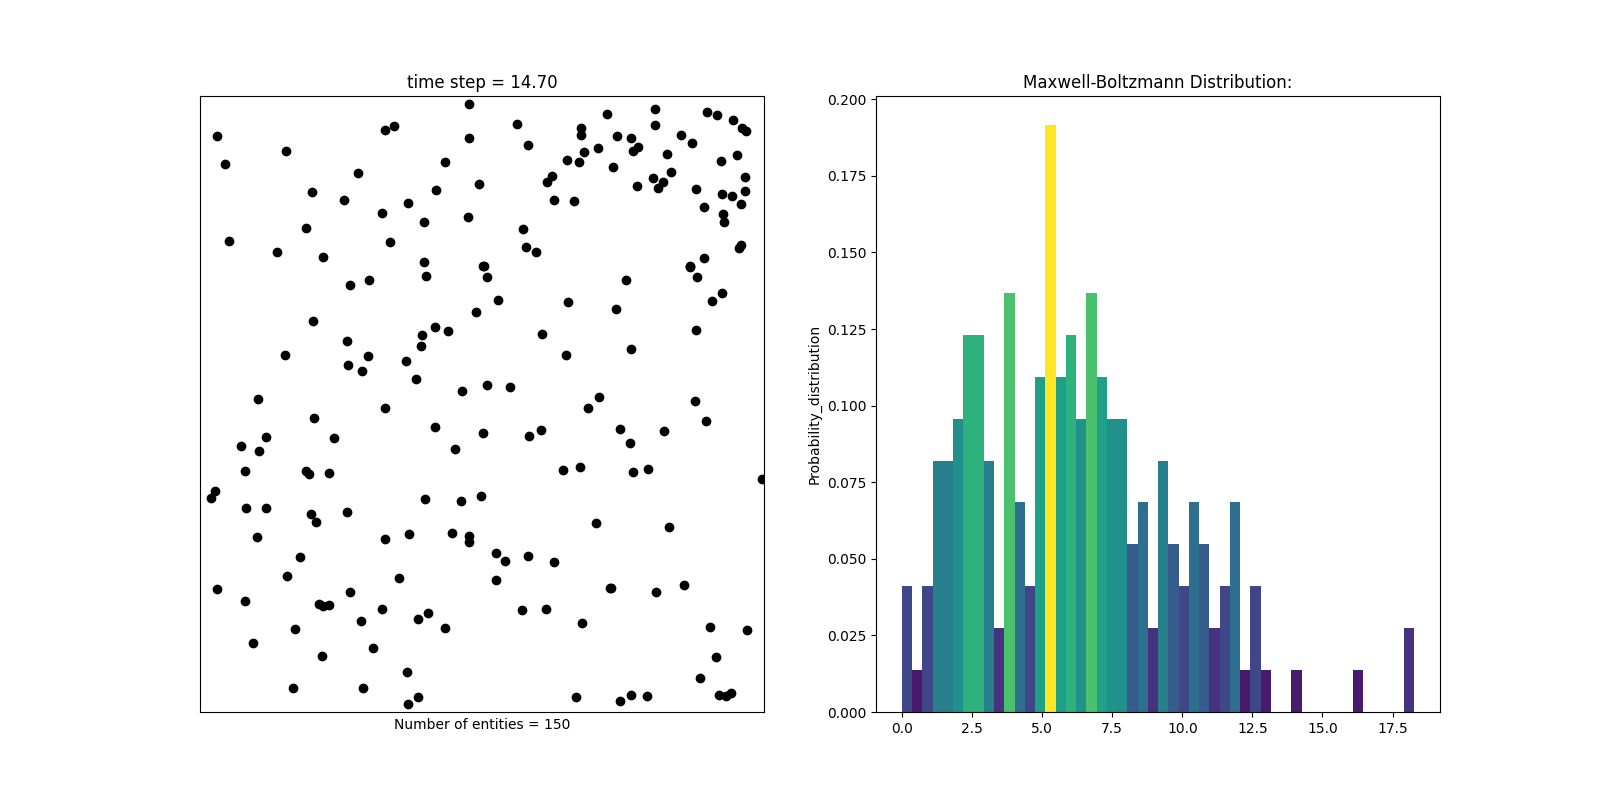 time step = 14.70
Number of entities = 150
Maxwell-Boltzmann Distribution:
Probability_distribution
0.200
0.175
0.150
0.125
0.100
0.075
0.050
0.025
0.000
0.0 2.5 5.0 7.5 10.0 12.5 15.0 17.5